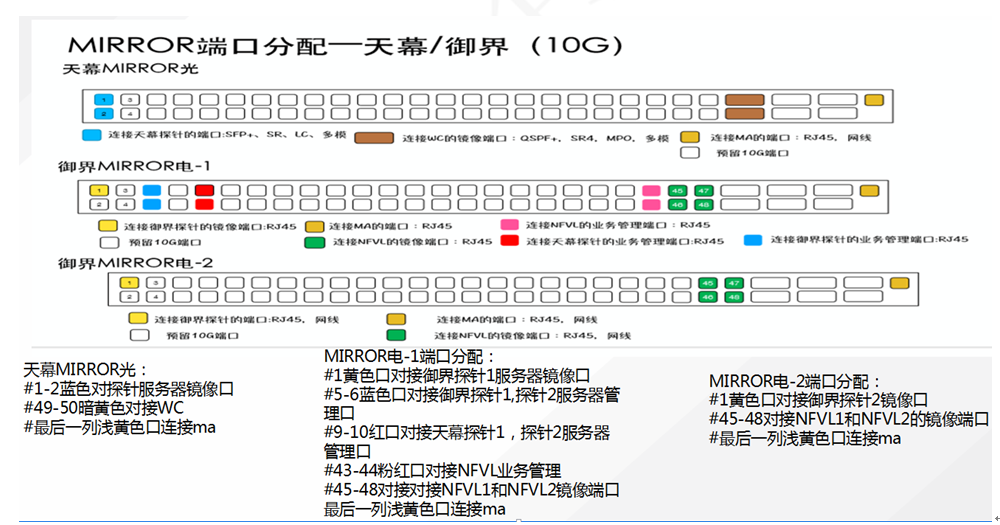 MIRROR端口分配—天幕/御界 (10G)
天幕MIRROR光
1 3
2 4
连接天幕探针的端口:SFP+、SR、LC、多模
连接WC的镜像端口：QSPF+，SR4，MPO，多模
连接MA的端口：RJ45，网线
预留10G端口
御界MIRROR电-1
1 3 45 47
2 4 46 48
连接御界探针的镜像端口:RJ45
连接MA的端口：RJ45
连接NFVL的业务管理端口：RJ45
预留10G端口
连接NFVL的镜像端口：RJ45
连接天幕探针的业务管理端口:RJ45
连接御界探针的业务管理端口:RJ45
御界MIRROR电-2
1 3 45 47
2 4 46 48
连接御界探针的端口:RJ45，网线
连接MA的端口：RJ45，网线
预留10G端口
连接NFVL的镜像端口：RJ45，网线
天幕MIRROR光：
#1-2蓝色对探针服务器镜像口
#49-50暗黄色对接WC
#最后一列浅黄色口连接ma
MIRROR电-1端口分配：
#1黄色口对接御界探针1服务器镜像口
#5-6蓝色口对接御界探针1,探针2服务器管
理口
#9-10红口对接天幕探针1，探针2服务器
管理口
#43-44粉红口对接NFVL业务管理
#45-48对接对接NFVL1和NFVL2镜像端口
最后一列浅黄色口连接ma
MIRROR电-2端口分配：
#1黄色口对接御界探针2镜像口
#45-48对接NFVL1和NFVL2的镜像端口
#最后一列浅黄色口连接ma